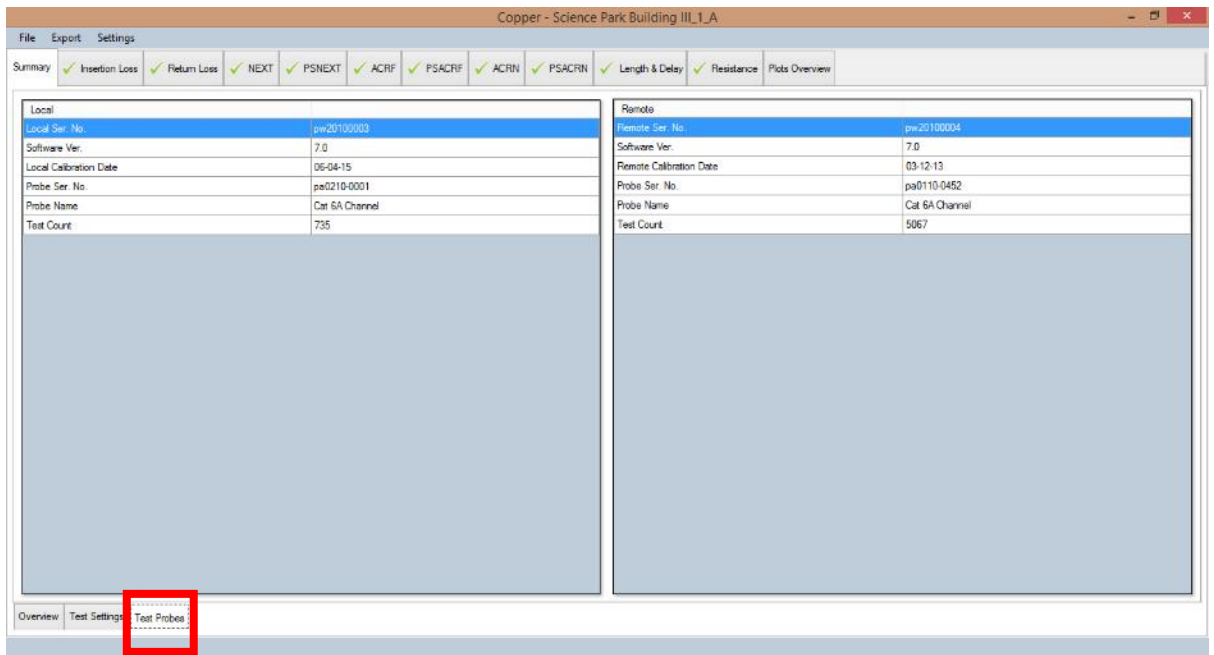 Copper - Science Park Building III_1_A
File Export Settings
Summary Insertion Loss Return Loss NEXT PSNEXT ACRF PSACRF ACRN PSACRN Length & Delay Resistance Plots Overview
Local
Local Ser. No. pw20100003
Software Ver. 7.0
Local Calibration Date 06-04-15
Probe Ser. No. pa0210-0001
Probe Name Cat 6A Channel
Test Count 735
Remote
Remote Ser. No. pw20100004
Software Ver. 7.0
Remote Calibration Date 03-12-13
Probe Ser. No. pa0110-0452
Probe Name Cat 6A Channel
Test Count 5067
Overview Test Settings Test Probes